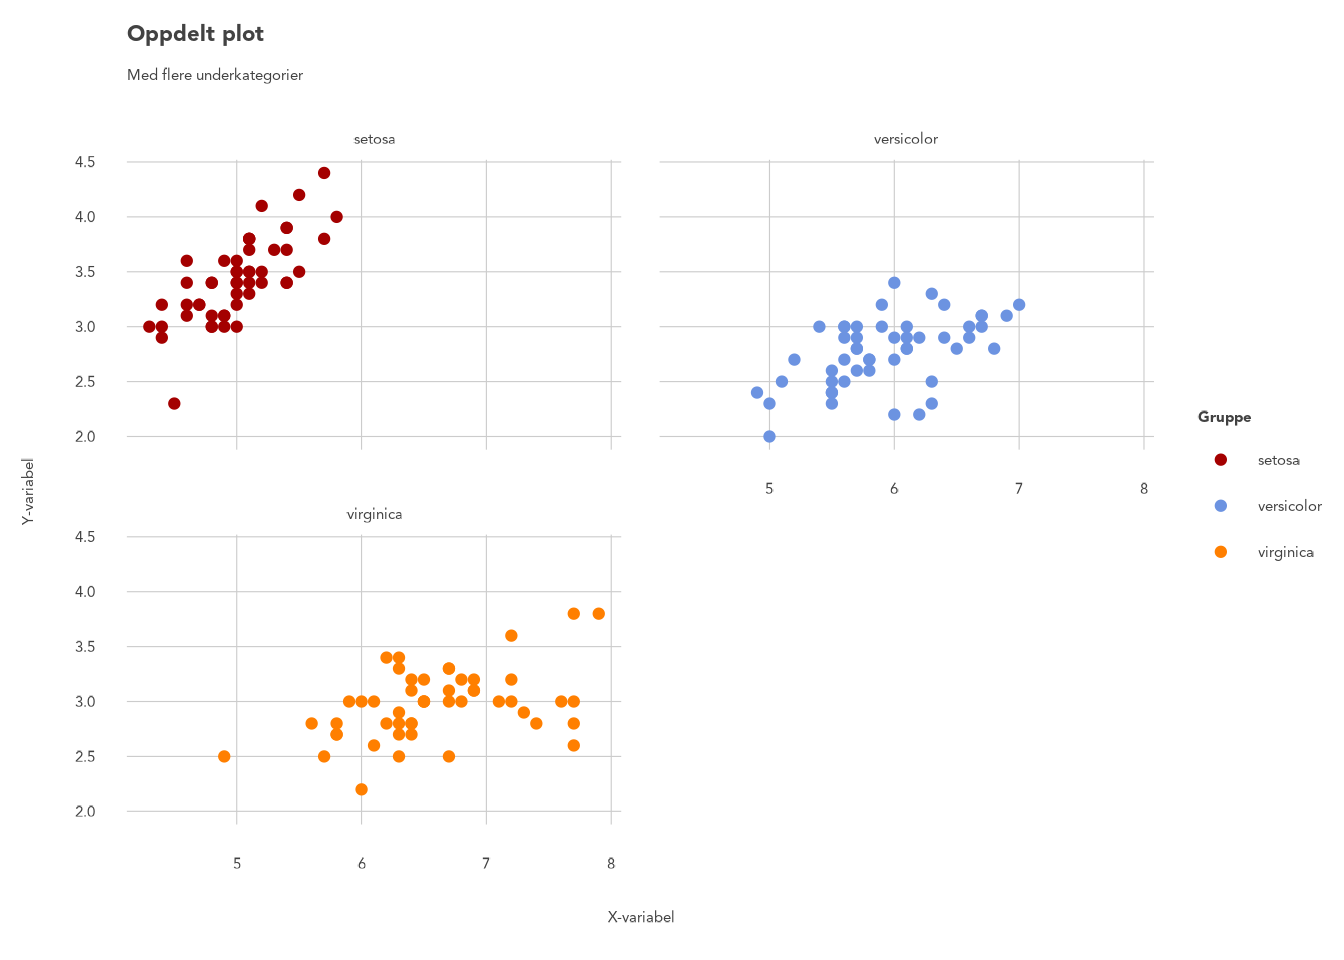 Oppdelt plot
Med flere underkategorier
setosa
versicolor
4.5
4.0
3.5
3.0
2.5
2.0
5 6 7 8
virginica
4.5
4.0
3.5
3.0
2.5
2.0
5 6 7 8
Y-variabel
X-variabel
Gruppe
setosa
versicolor
virginica